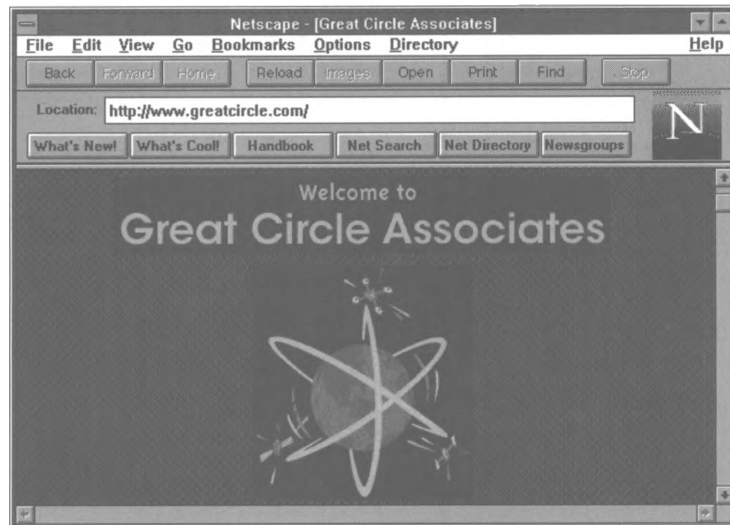 Netscape - [Great Circle Associates]
File Edit View Go Bookmarks Options Directory Help
Back Forward Home Reload Images Open Print Find Stop
Location: http://www.greatcircle.com/
N
What's New! What's Cool! Handbook Net Search Net Directory Newsgroups
Welcome to
Great Circle Associates